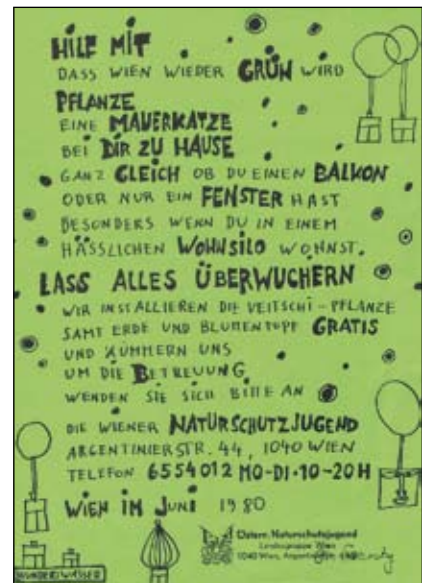 HILF MIT
DASS WIEN WIEDER GRÜN WIRD
PFLANZE
EINE MAUERKATZE
BEI DIR ZU HAUSE
GANZ GLEICH OB DU EINEN BALKON
ODER NUR EIN FENSTER HAST
BESONDERS WENN DU IN EINEM
HÄSSLICHEN WOHNSILO WOHNST.
LASS ALLES ÜBERWUCHERN
WIR INSTALLIEREN DIE VEITSCHI-PFLANZE
SAMT ERDE UND BLUMENTOPF GRATIS
UND KÜMMERN UNS
UM DIE BETREUUNG
WENDEN SIE SICH BITTE AN
DIE WIENER NATURSCHUTZJUGEND
ARGENTINIERSTR. 44, 1040 WIEN
TELEFON 6554012 MO-DI·10-20H
WIEN IM JUNI 1980
Österr. Naturschutzjugend
Landesgruppe Wien
1040 Wien,
HUNDERTWASSER